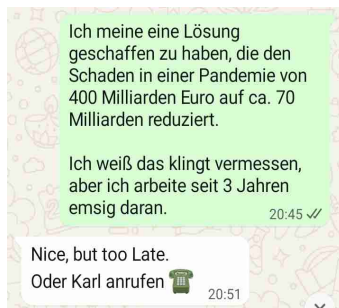 Ich meine eine Lösung
geschaffen zu haben, die den
Schaden in einer Pandemie von
400 Milliarden Euro auf ca. 70
Milliarden reduziert.
Ich weiß das klingt vermessen,
aber ich arbeite seit 3 Jahren
emsig daran.
20:45
Nice, but too Late.
Oder Karl anrufen ☎️
20:51